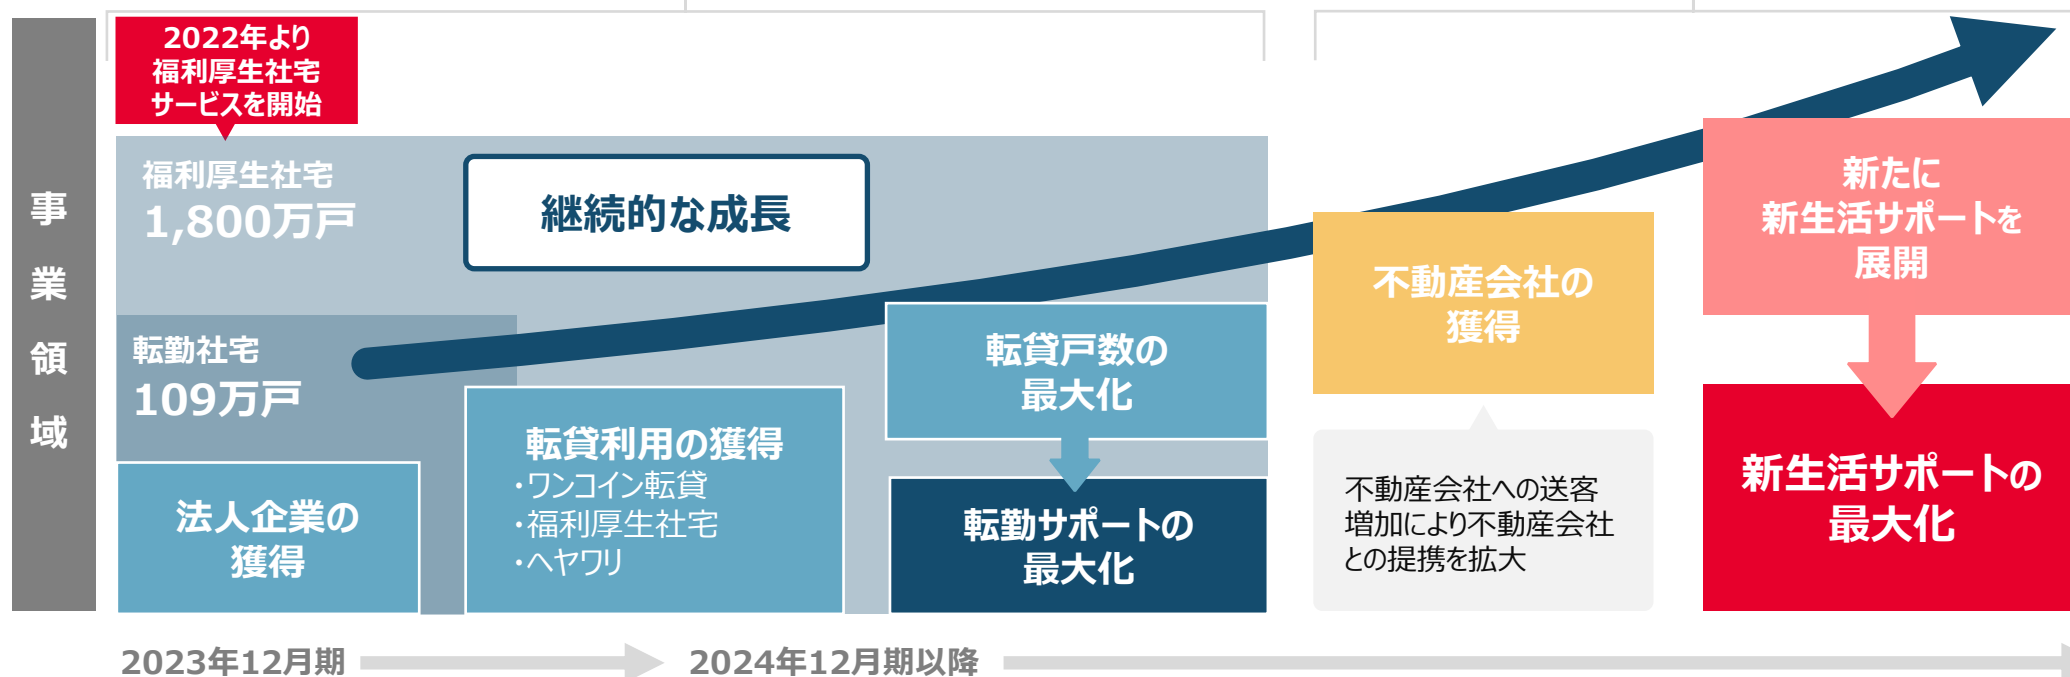 事業領域
2022年より
福利厚生社宅
サービスを開始
福利厚生社宅
1,800万戸
継続的な成長
転勤社宅
109万戸
法人企業の
獲得
転貸利用の獲得
・ワンコイン転貸
・福利厚生社宅
・ヘヤワリ
転貸戸数の
最大化
転勤サポートの
最大化
不動産会社の
獲得
不動産会社への送客
増加により不動産会社
との提携を拡大
新たに
新生活サポートを
展開
新生活サポートの
最大化
2023年12月期
2024年12月期以降